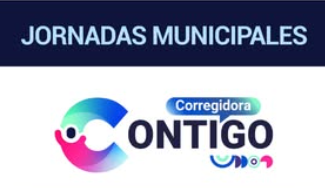 JORNADAS MUNICIPALES
Corregidora
CONTIGO